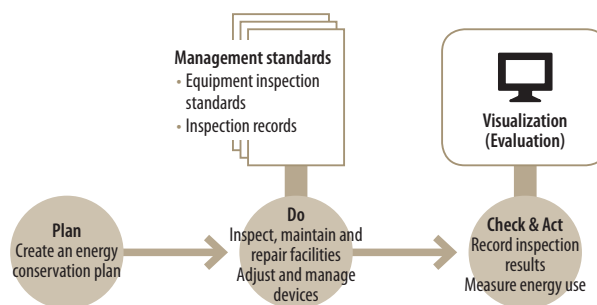 Management standards
• Equipment inspection
standards
• Inspection records
Visualization
(Evaluation)
Plan
Create an energy
conservation plan
Do
Inspect, maintain and
repair facilities
Adjust and manage
devices
Check & Act
Record inspection
results
Measure energy use